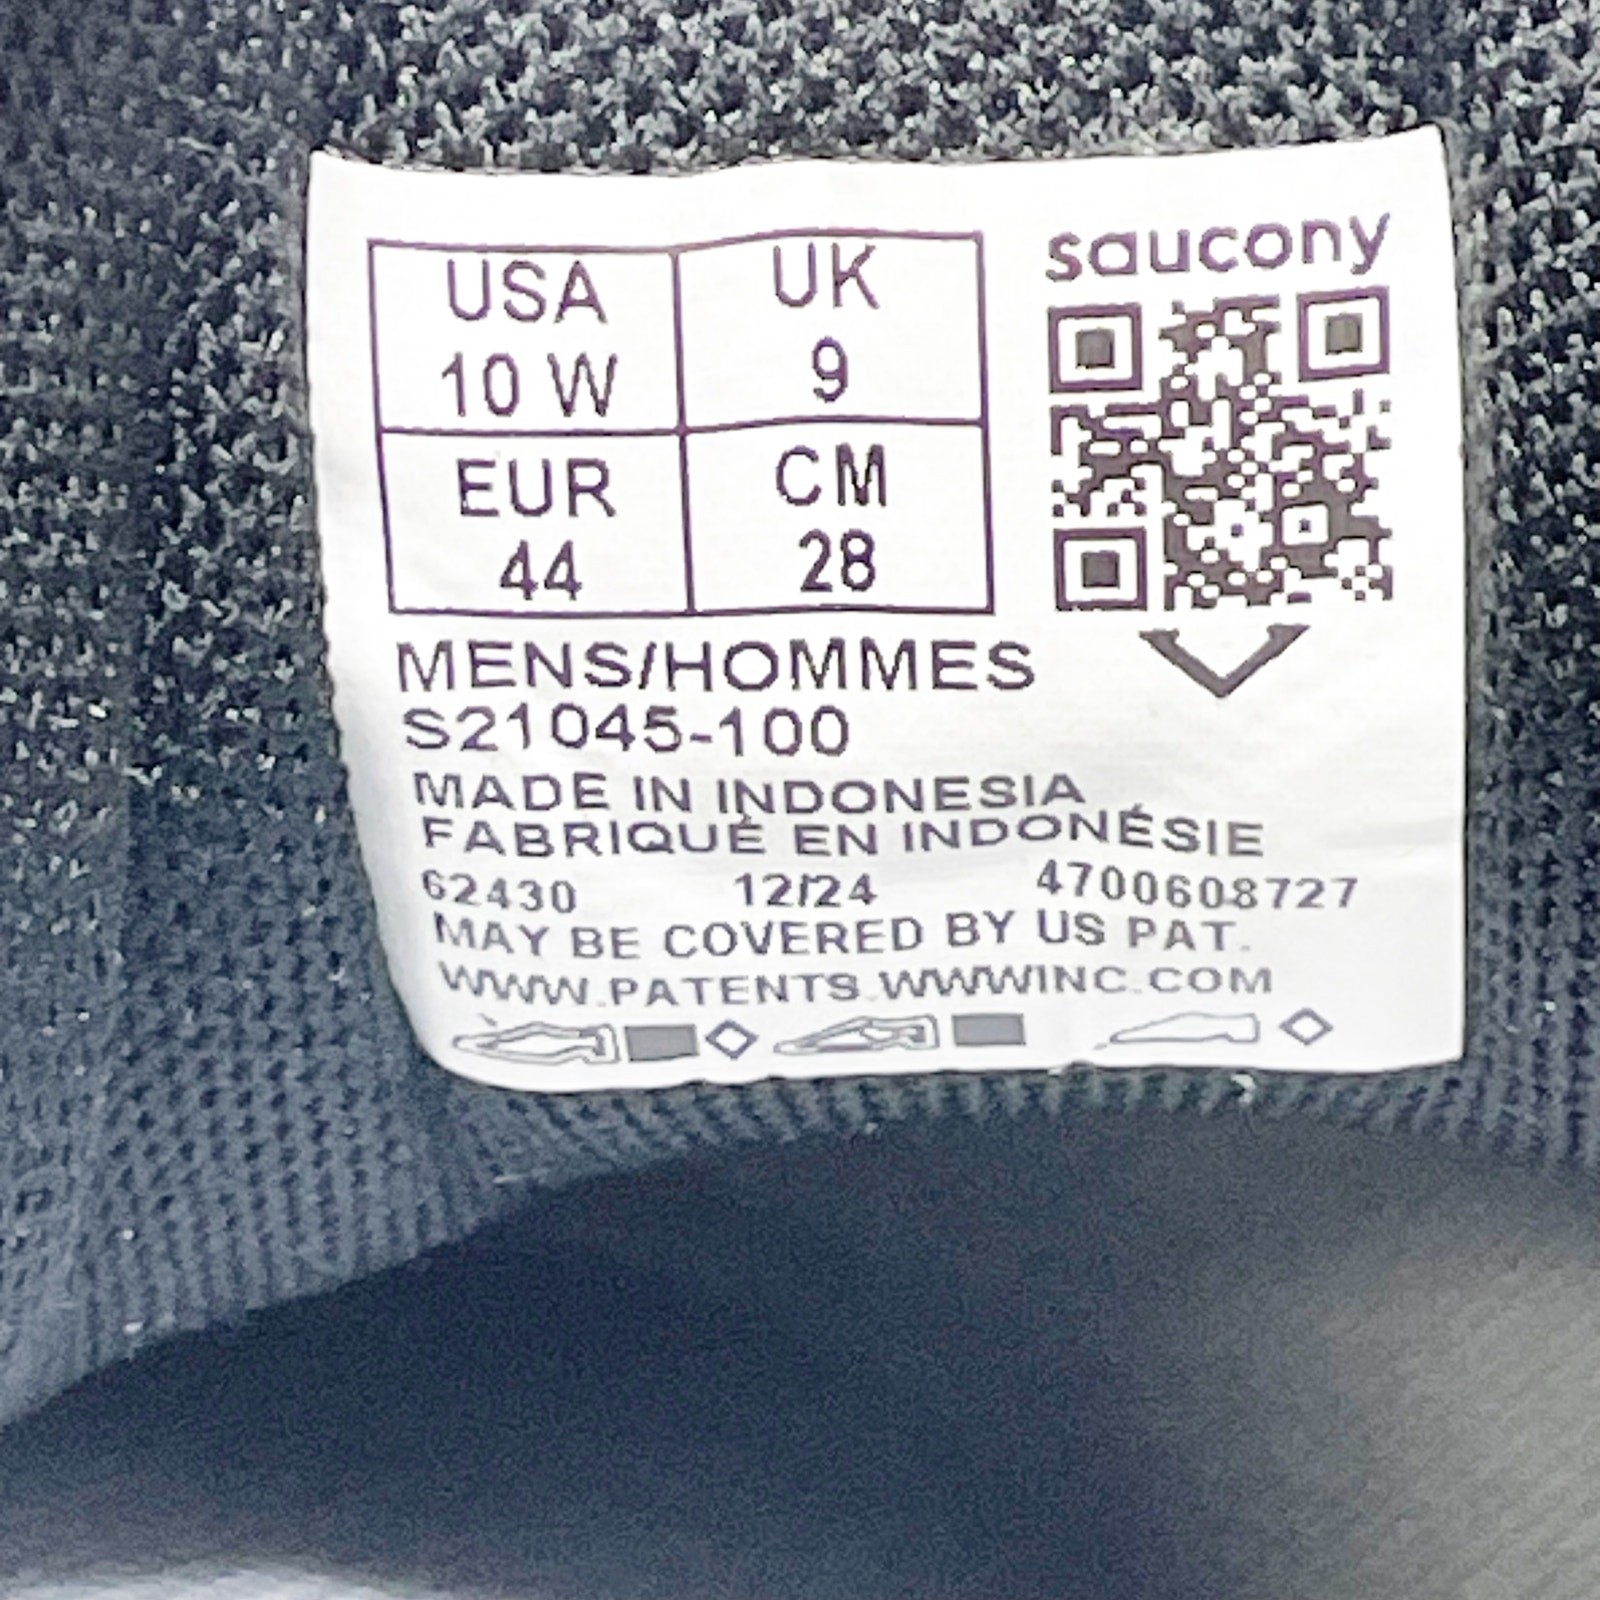 USA
10 W
UK
9
EUR
44
CM
28
saucony
MENS/HOMMES
S21045-100
MADE IN INDONESIA
FABRIQUÉ EN INDONÉSIE
62430 12/24 4700608727
MAY BE COVERED BY US PAT.
WWW.PATENTS.WWWINC.COM